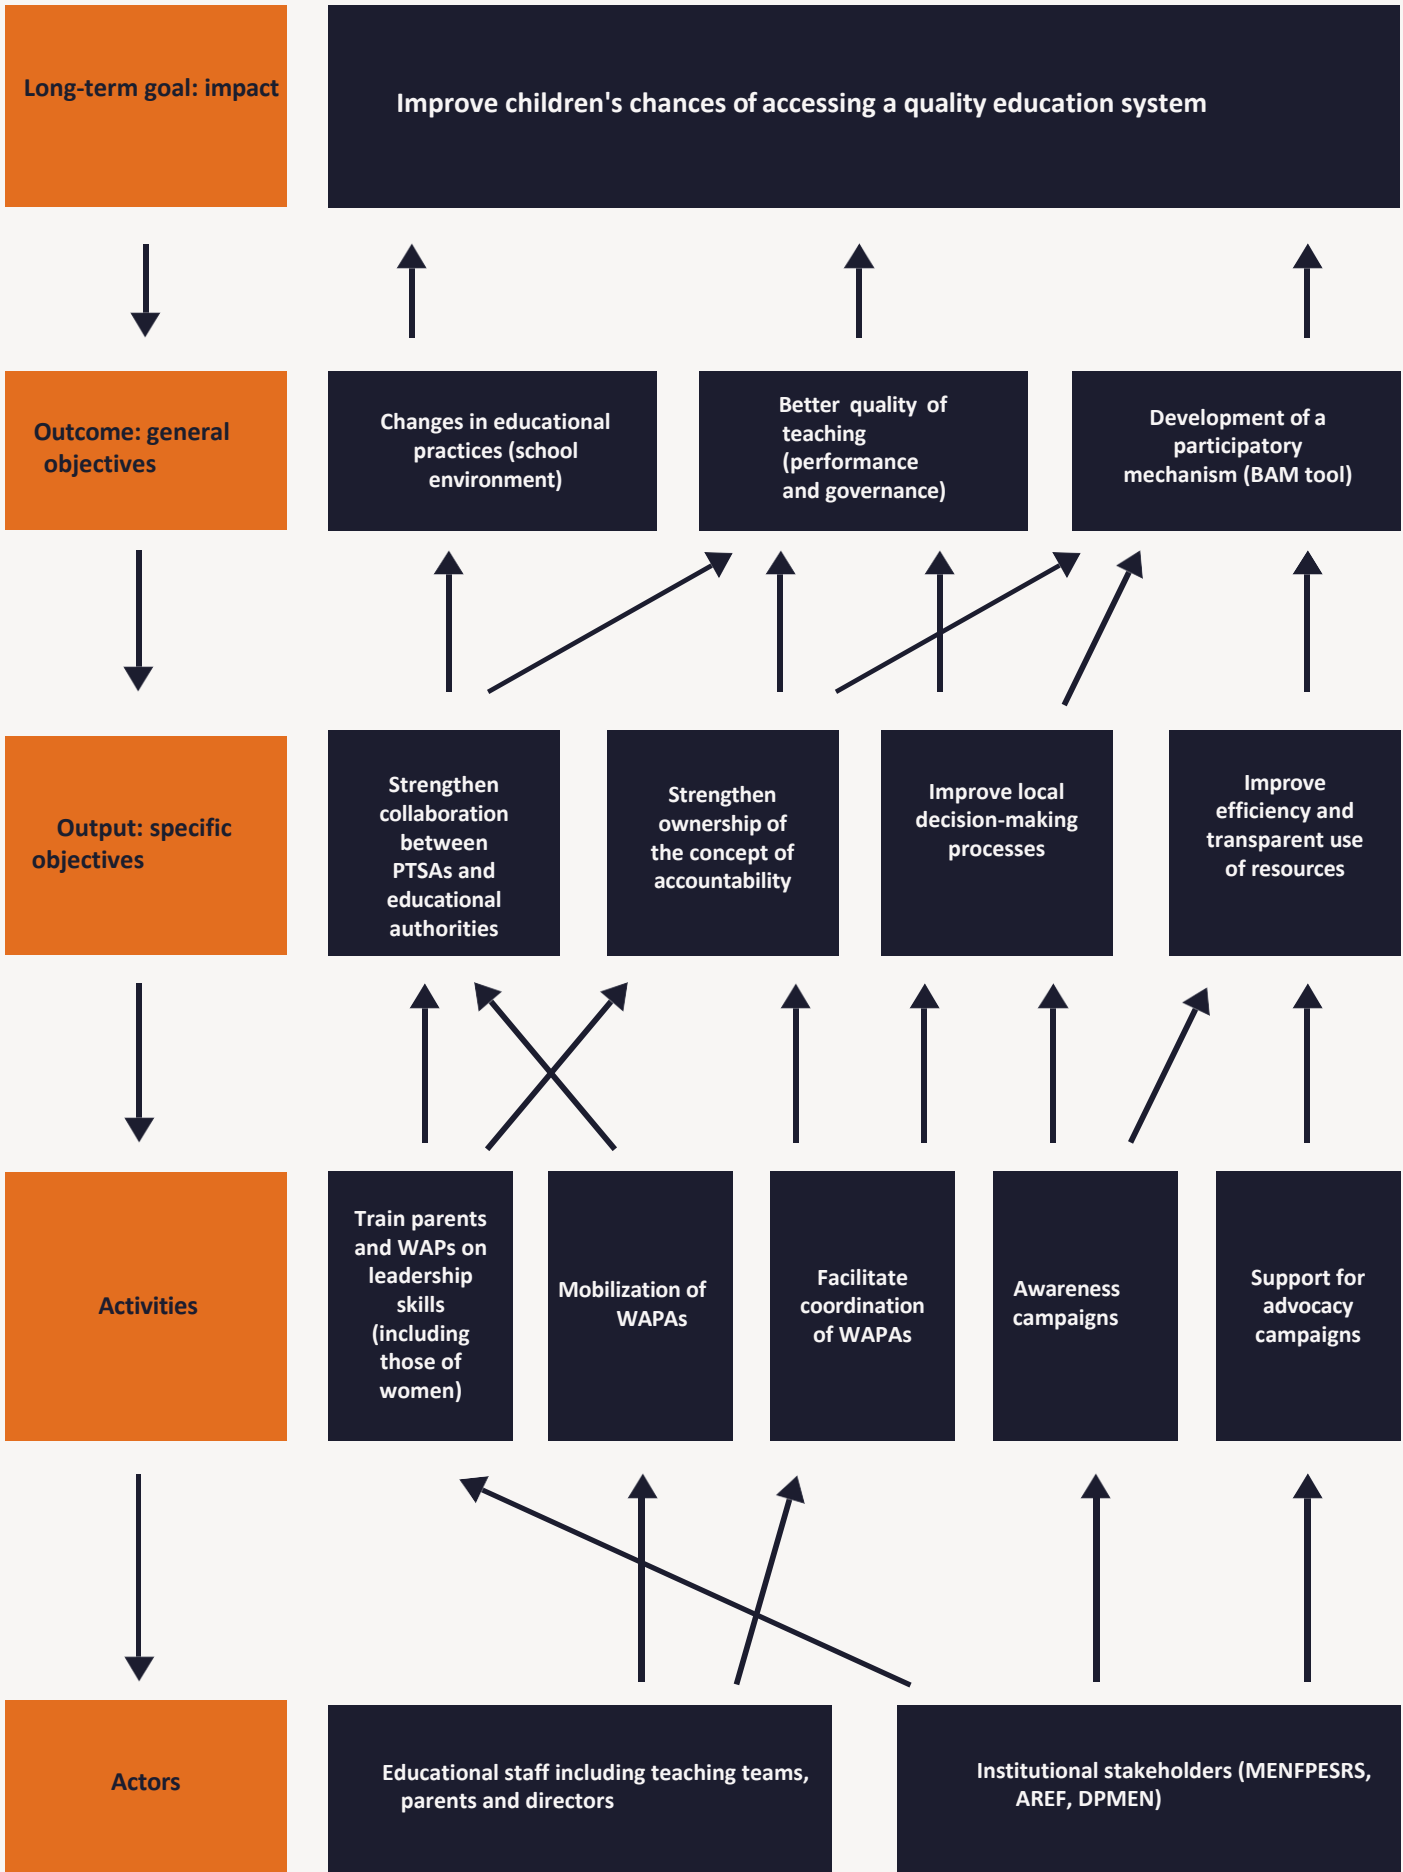 Long-term goal: impact
Improve children's chances of accessing a quality education system
Outcome: general
objectives
Changes in educational
practices (school
environment)
Better quality of
teaching
(performance
and governance)
Development of a
participatory
mechanism (BAM tool)
Output: specific
objectives
Strengthen
collaboration
between
PTSAs and
educational
authorities
Strengthen
ownership of
the concept of
accountability
Improve local
decision-making
processes
Improve
efficiency and
transparent use
of resources
Activities
Train parents
and WAPs on
leadership
skills
(including
those of
women)
Mobilization of
WAPAs
Facilitate
coordination
of WAPAs
Awareness
campaigns
Support for
advocacy
campaigns
Actors
Educational staff including teaching teams,
parents and directors
Institutional stakeholders (MENFPESRS,
AREF, DPMEN)